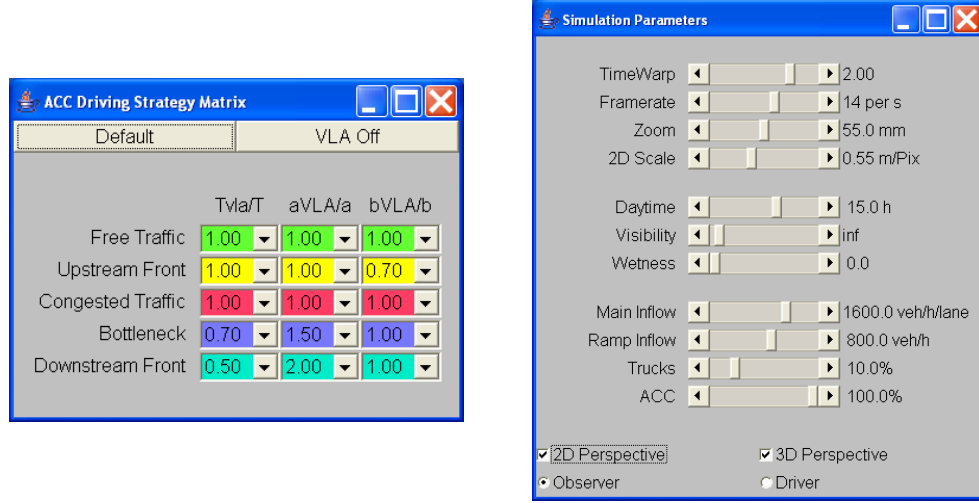 ACC Driving Strategy Matrix
Default VLA Off
Tvla/T aVLA/a bVLA/b
Free Traffic 1.00 1.00 1.00
Upstream Front 1.00 1.00 0.70
Congested Traffic 1.00 1.00 1.00
Bottleneck 0.70 1.50 1.00
Downstream Front 0.50 2.00 1.00
Simulation Parameters
TimeWarp 2.00
Framerate 14 per s
Zoom 55.0 mm
2D Scale 0.55 m/Pix
Daytime 15.0 h
Visibility inf
Wetness 0.0
Main Inflow 1600.0 veh/h/lane
Ramp Inflow 800.0 veh/h
Trucks 10.0%
ACC 100.0%
2D Perspective 3D Perspective
Observer Driver